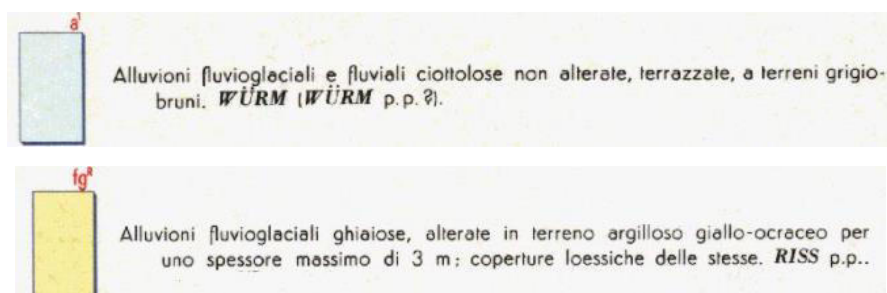 a¹
Alluvioni fluvioglaciali e fluviali ciottolose non alterate, terrazzate, a terreni grigio-
bruni. WÜRM (WÜRM p.p.?).
fgᴿ
Alluvioni fluvioglaciali ghiaiose, alterate in terreno argilloso giallo-ocraceo per
uno spessore massimo di 3 m; coperture loessiche delle stesse. RISS p.p..